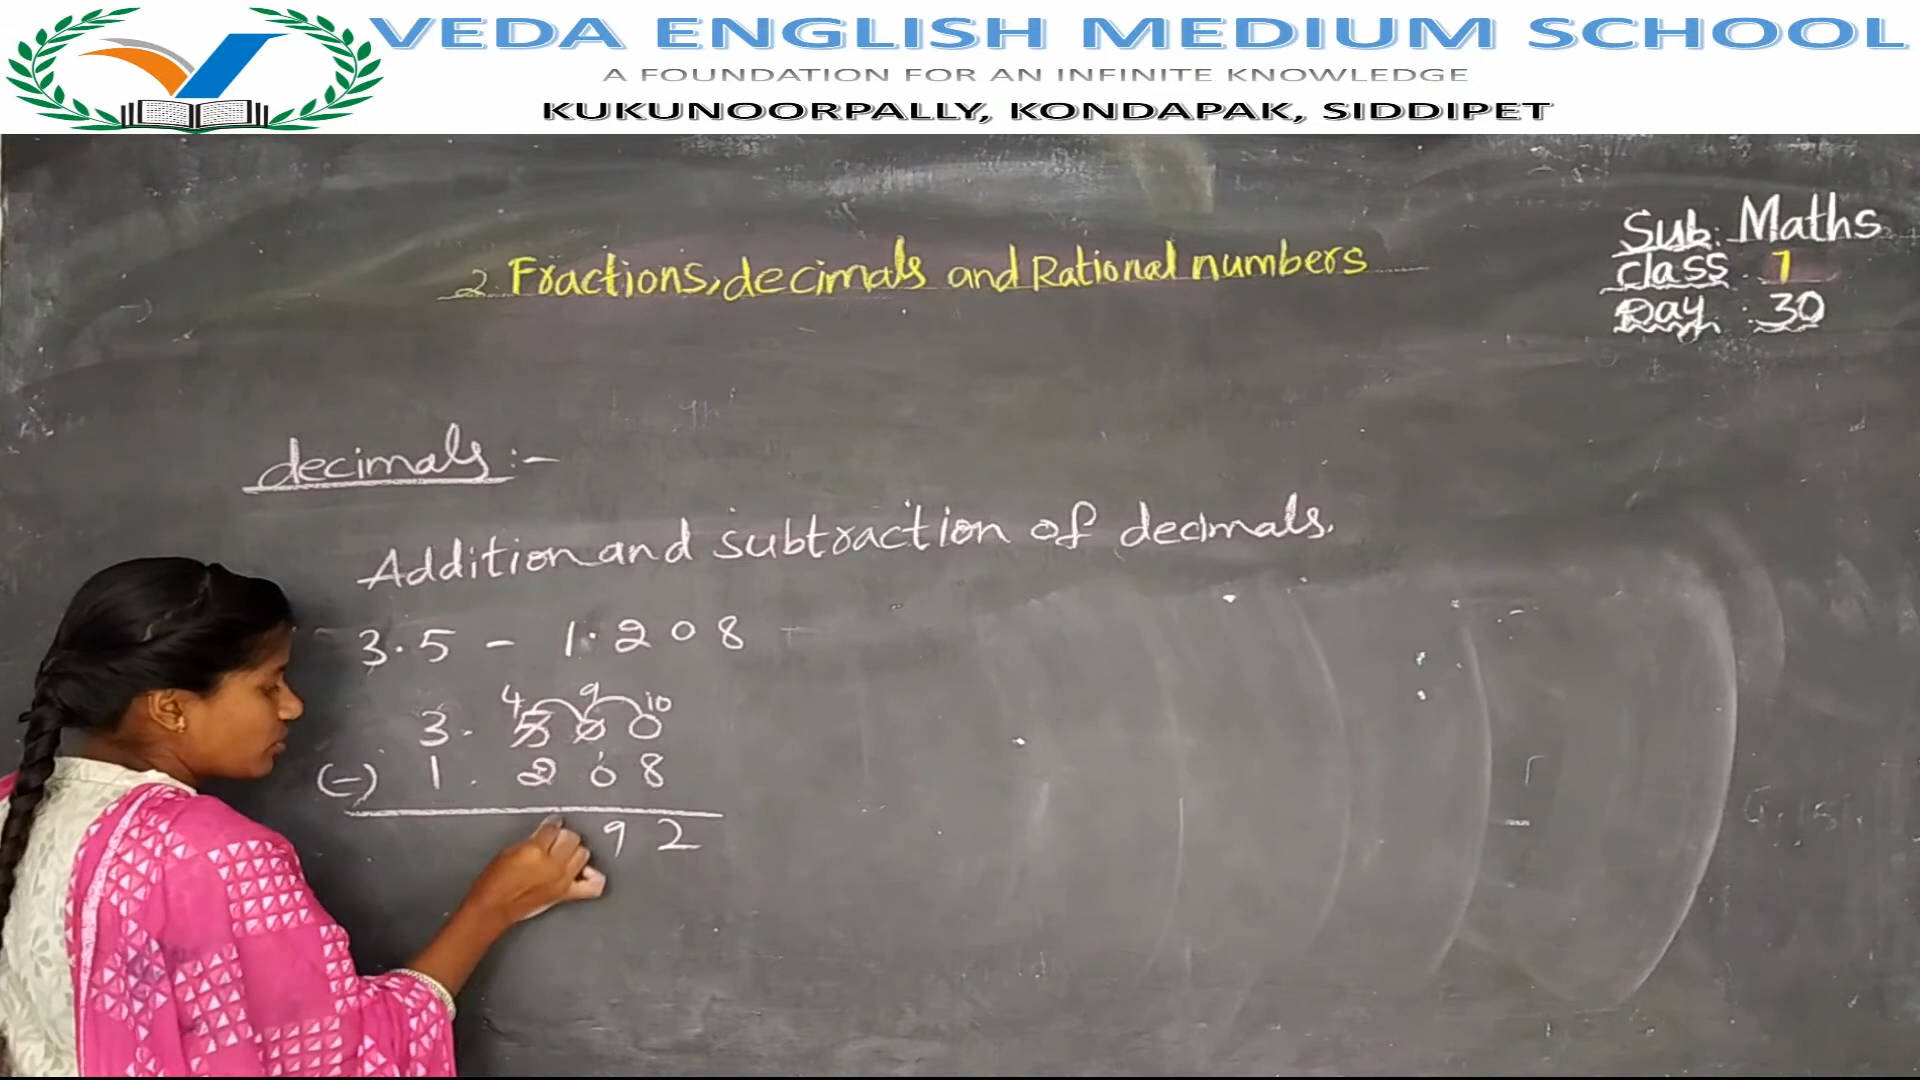 VEDA ENGLISH MEDIUM SCHOOL
A FOUNDATION FOR AN INFINITE KNOWLEDGE
KUKUNOORPALLY, KONDAPAK, SIDDIPET
Sub: Maths
class : 7
Day : 30
2. Fractions, decimals and Rational numbers
decimals :-
Addition and subtraction of decimals.
3.5 - 1.208
4 9 10
3. 5 0 0
(-) 1. 2 0 8
9 2